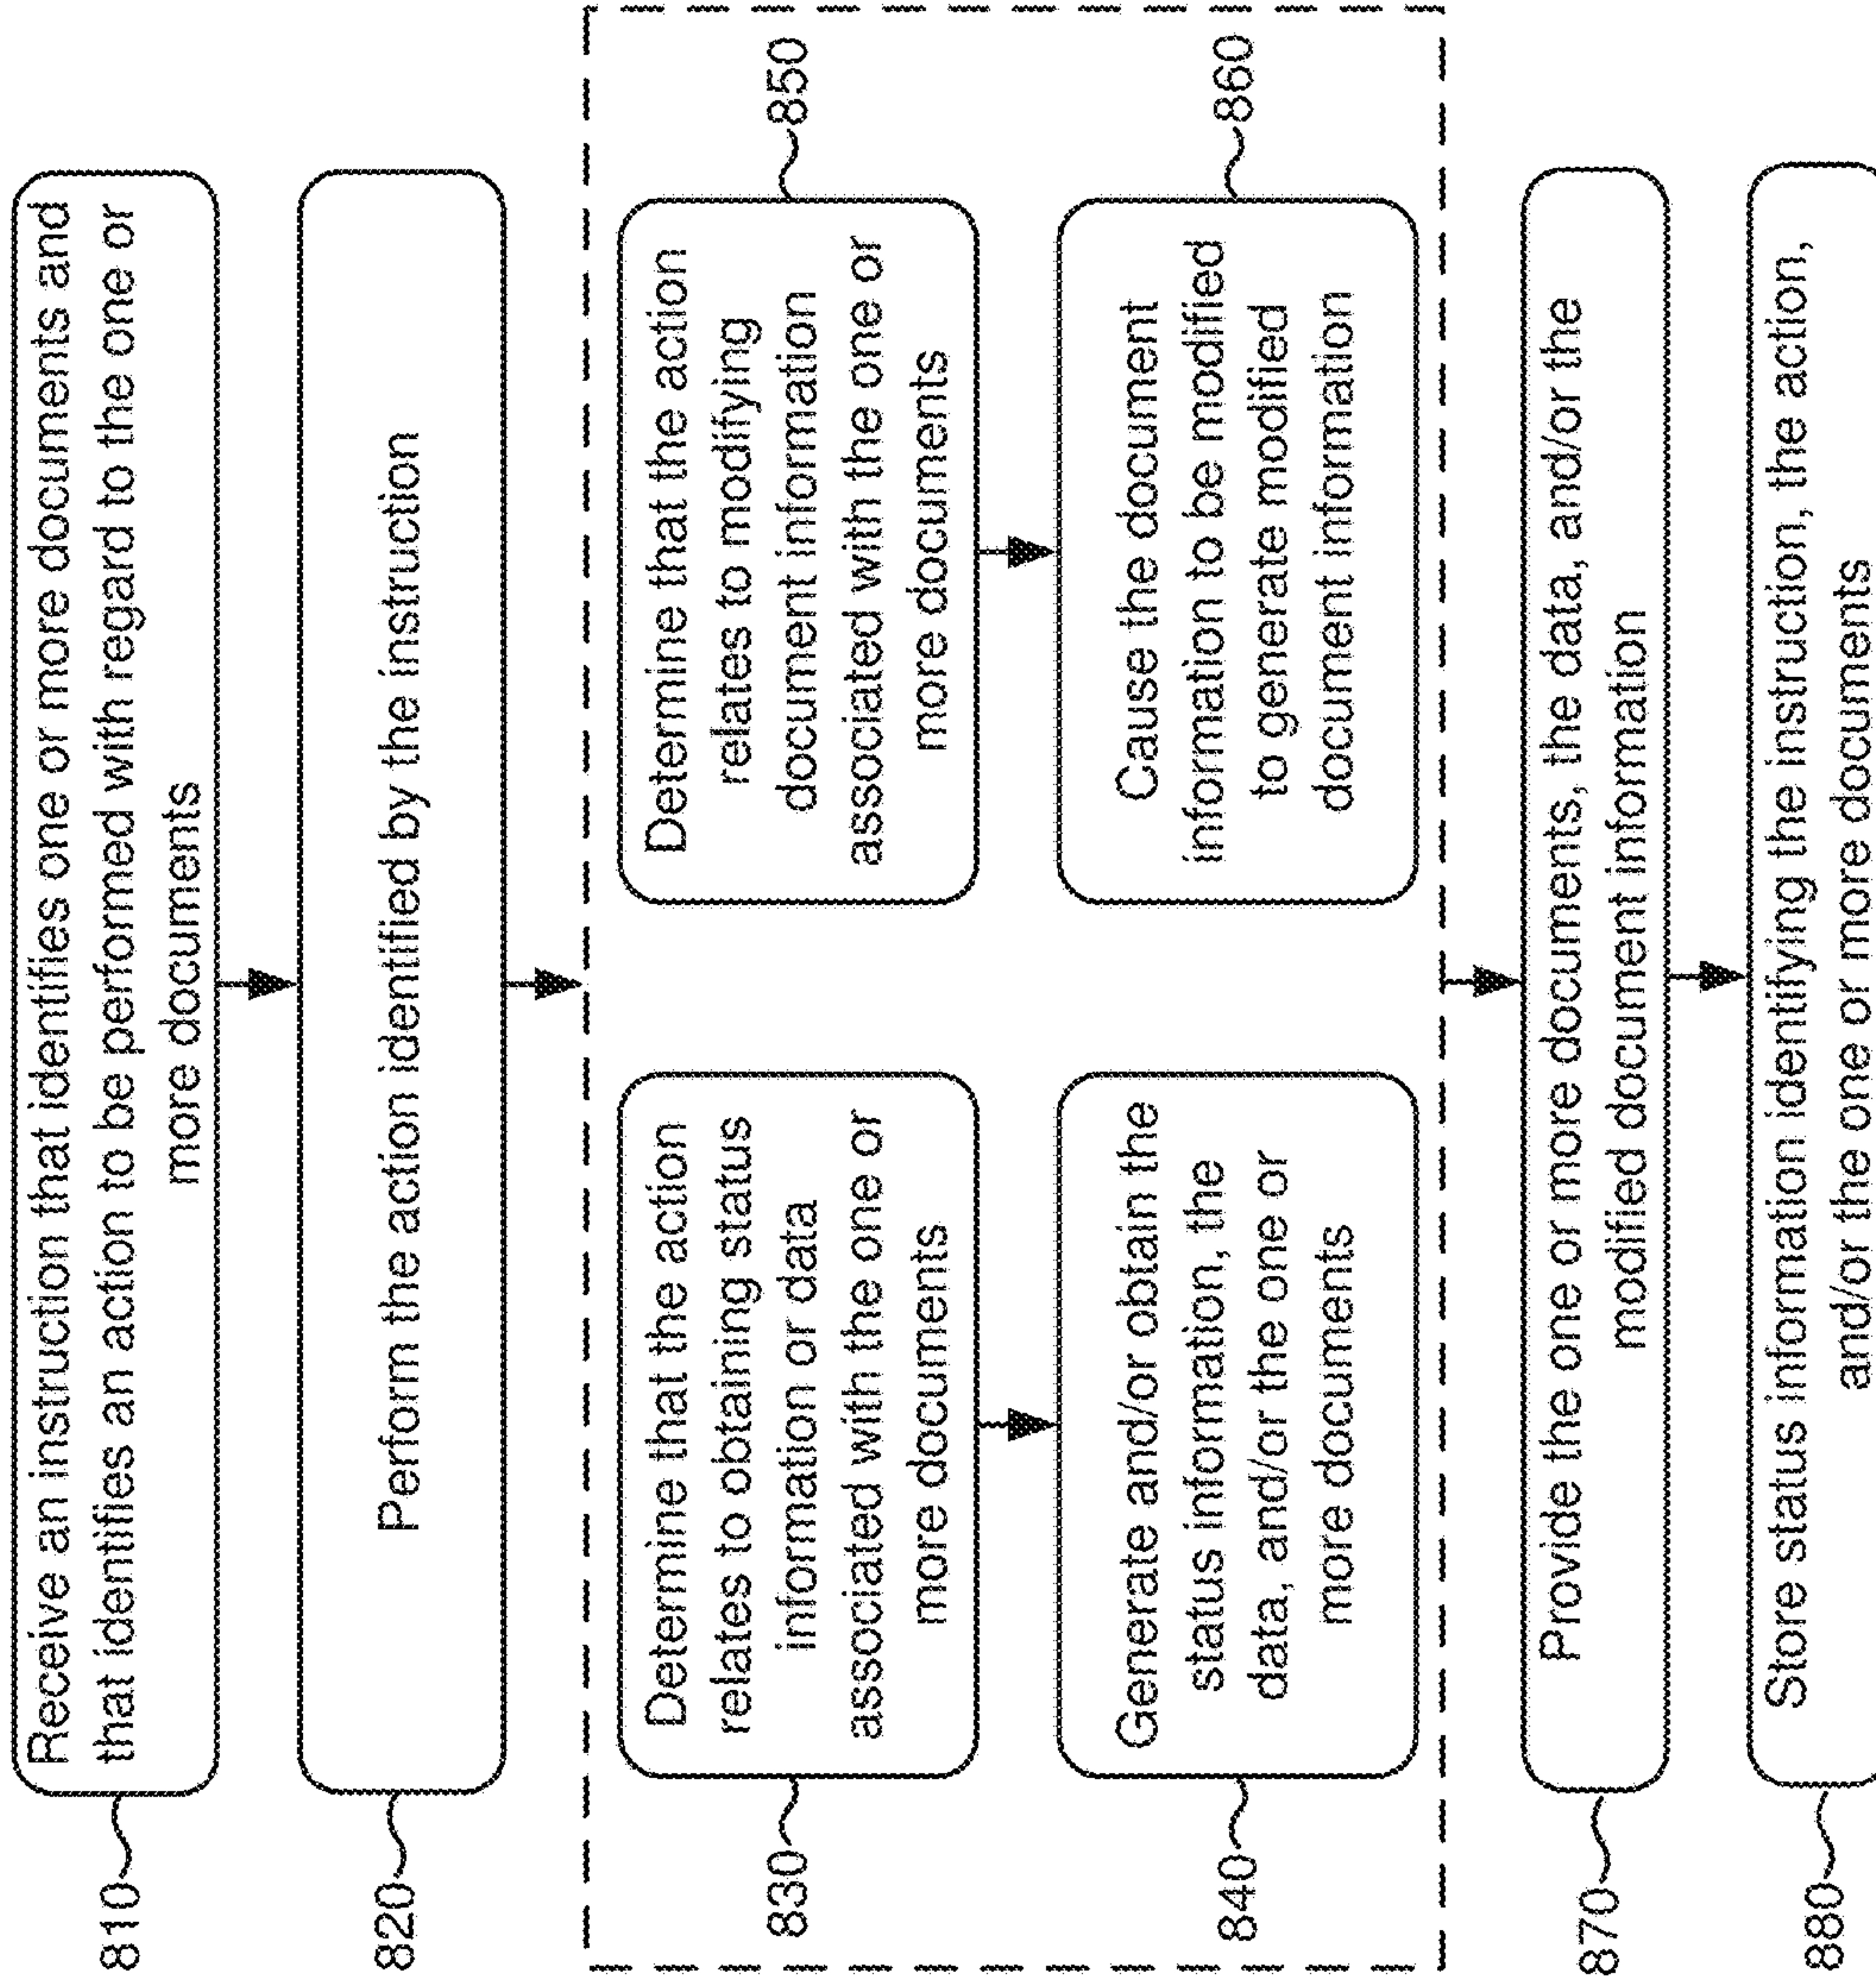 810
Receive an instruction that identifies one or more documents and
that identifies an action to be performed with regard to the one or
more documents
820
Perform the action identified by the instruction
830
Determine that the action
relates to obtaining status
information or data
associated with the one or
more documents
840
Generate and/or obtain the
status information, the
data, and/or the one or
more documents
850
Determine that the action
relates to modifying
document information
associated with the one or
more documents
860
Cause the document
information to be modified
to generate modified
document information
870
Provide the one or more documents, the data, and/or the
modified document information
880
Store status information identifying the instruction, the action,
and/or the one or more documents